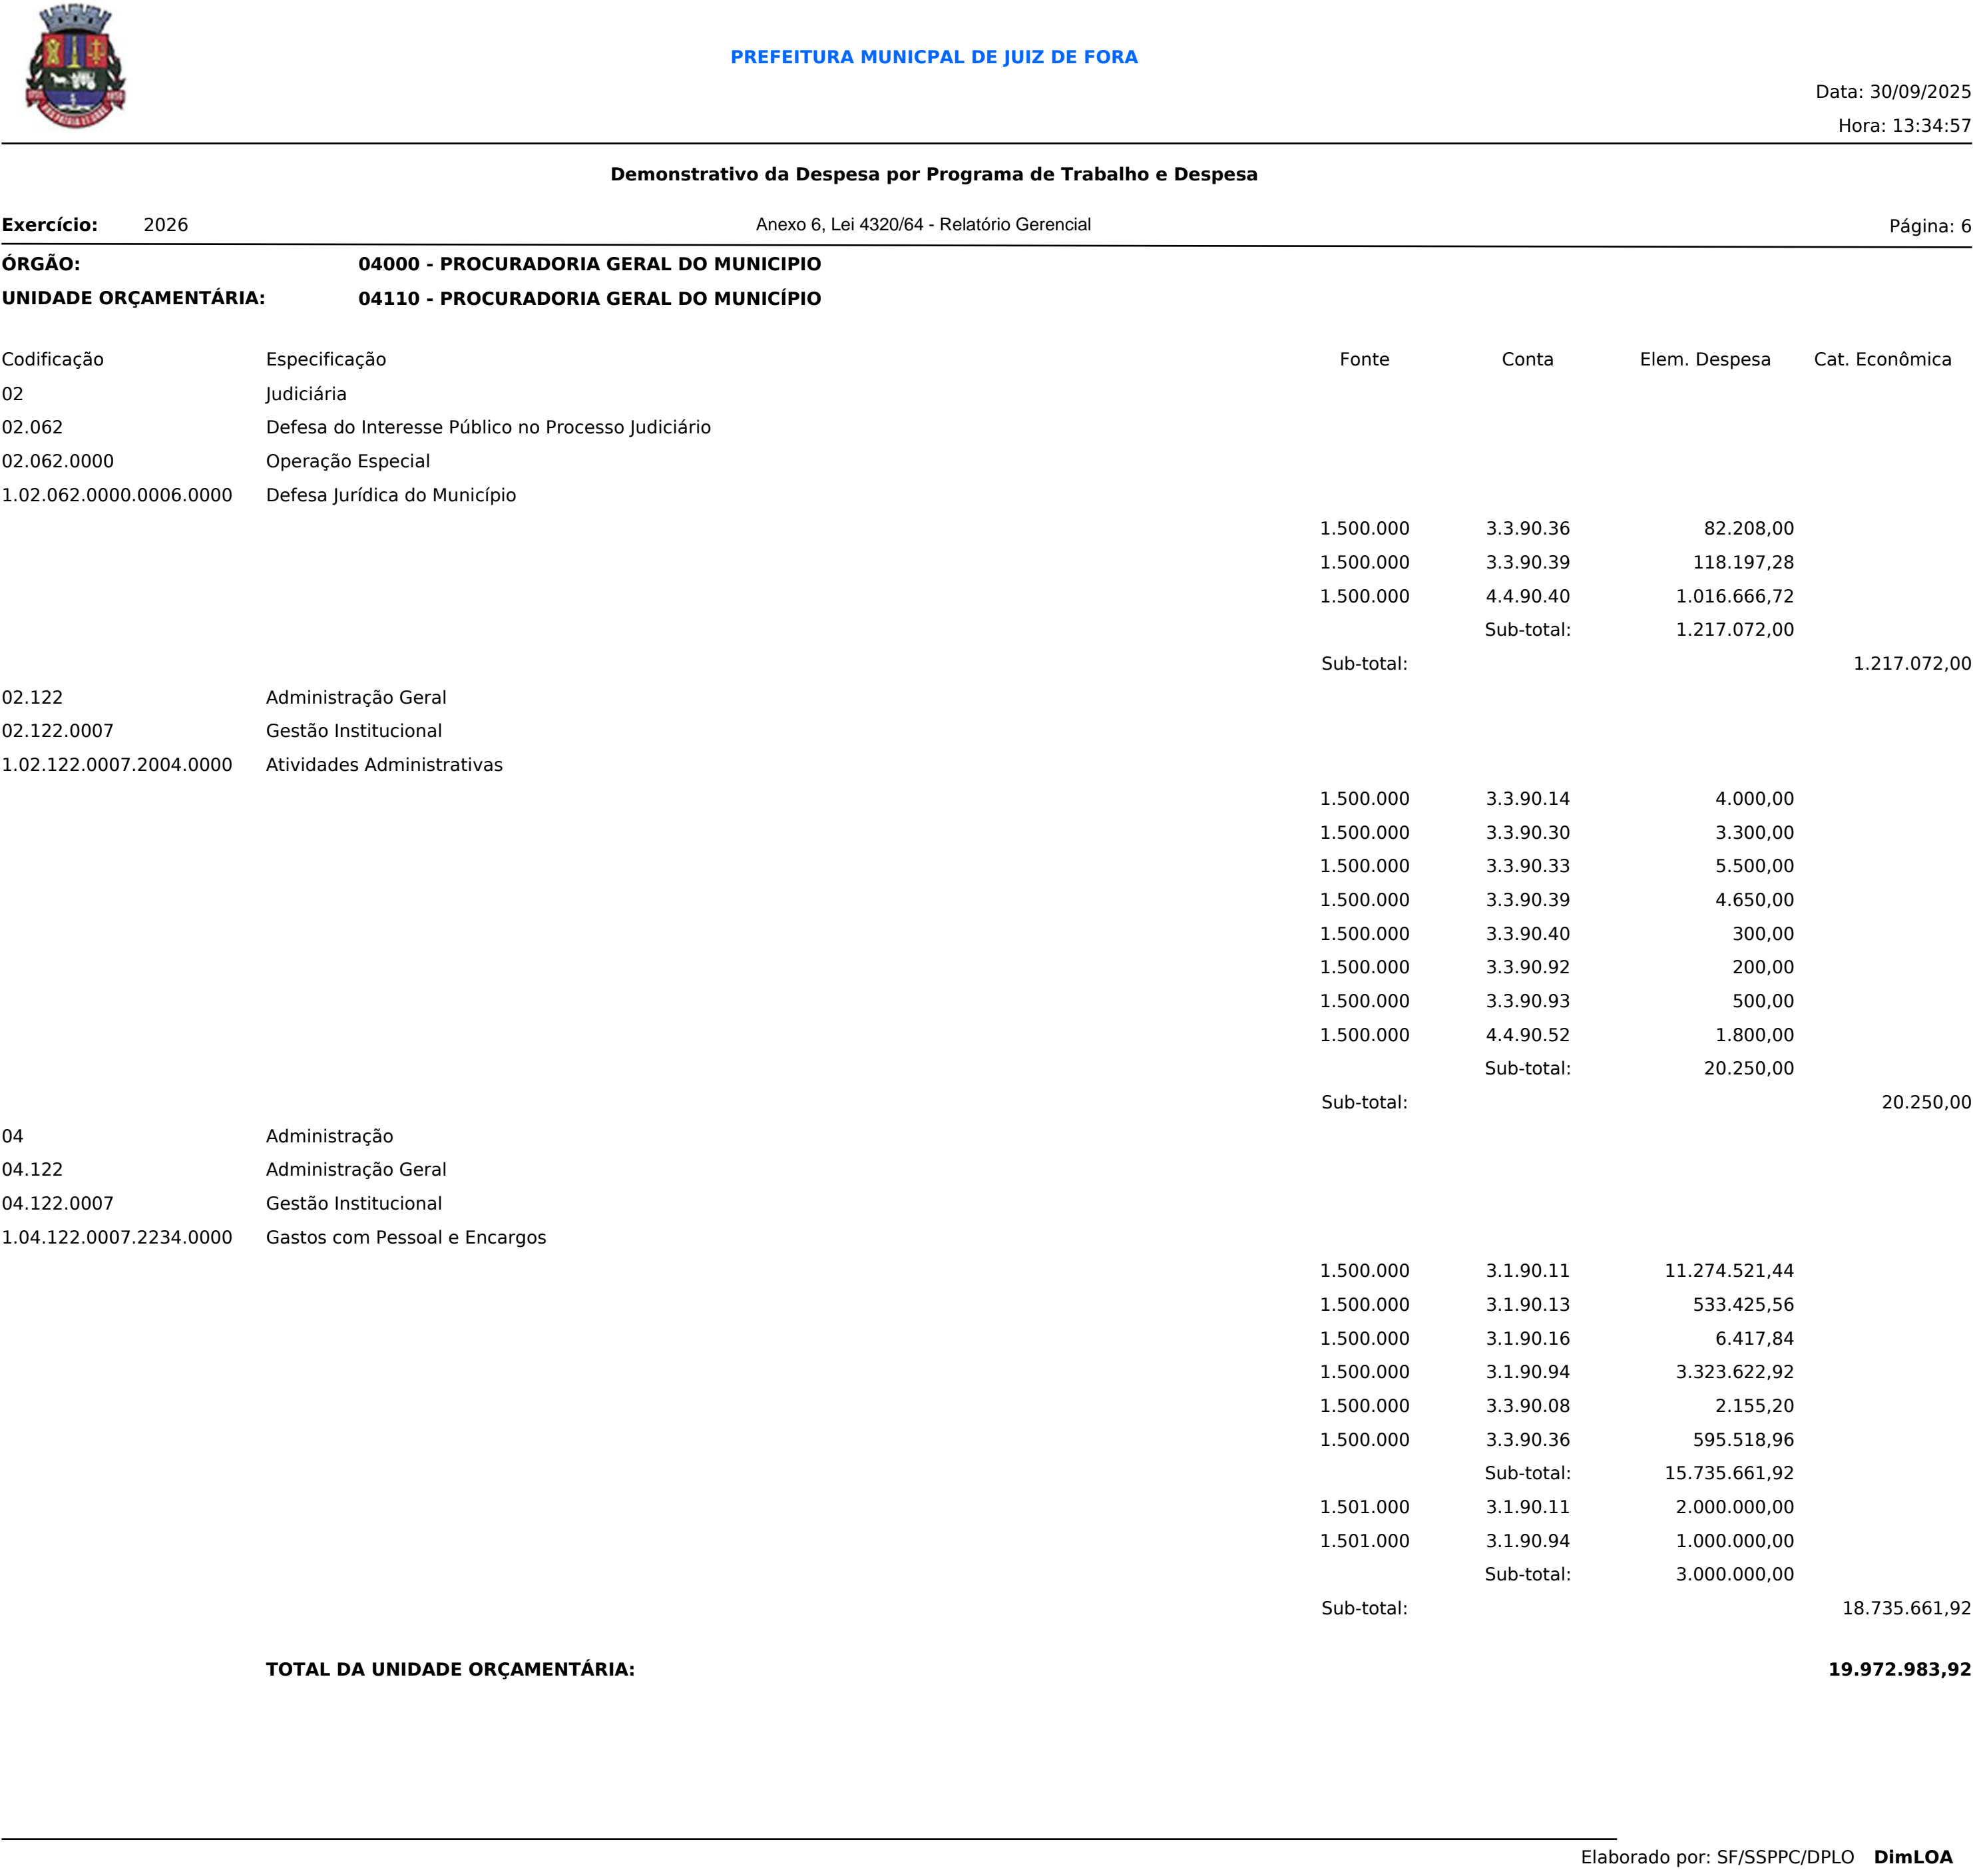 PREFEITURA MUNICPAL DE JUIZ DE FORA
Data: 30/09/2025
Hora: 13:34:57
Demonstrativo da Despesa por Programa de Trabalho e Despesa
Exercício: 2026 Anexo 6, Lei 4320/64 - Relatório Gerencial Página: 6
ÓRGÃO: 04000 - PROCURADORIA GERAL DO MUNICIPIO
UNIDADE ORÇAMENTÁRIA: 04110 - PROCURADORIA GERAL DO MUNICÍPIO
Codificação Especificação Fonte Conta Elem. Despesa Cat. Econômica
02 Judiciária
02.062 Defesa do Interesse Público no Processo Judiciário
02.062.0000 Operação Especial
1.02.062.0000.0006.0000 Defesa Jurídica do Município
1.500.000 3.3.90.36 82.208,00
1.500.000 3.3.90.39 118.197,28
1.500.000 4.4.90.40 1.016.666,72
Sub-total: 1.217.072,00
Sub-total: 1.217.072,00
02.122 Administração Geral
02.122.0007 Gestão Institucional
1.02.122.0007.2004.0000 Atividades Administrativas
1.500.000 3.3.90.14 4.000,00
1.500.000 3.3.90.30 3.300,00
1.500.000 3.3.90.33 5.500,00
1.500.000 3.3.90.39 4.650,00
1.500.000 3.3.90.40 300,00
1.500.000 3.3.90.92 200,00
1.500.000 3.3.90.93 500,00
1.500.000 4.4.90.52 1.800,00
Sub-total: 20.250,00
Sub-total: 20.250,00
04 Administração
04.122 Administração Geral
04.122.0007 Gestão Institucional
1.04.122.0007.2234.0000 Gastos com Pessoal e Encargos
1.500.000 3.1.90.11 11.274.521,44
1.500.000 3.1.90.13 533.425,56
1.500.000 3.1.90.16 6.417,84
1.500.000 3.1.90.94 3.323.622,92
1.500.000 3.3.90.08 2.155,20
1.500.000 3.3.90.36 595.518,96
Sub-total: 15.735.661,92
1.501.000 3.1.90.11 2.000.000,00
1.501.000 3.1.90.94 1.000.000,00
Sub-total: 3.000.000,00
Sub-total: 18.735.661,92
TOTAL DA UNIDADE ORÇAMENTÁRIA: 19.972.983,92
Elaborado por: SF/SSPPC/DPLO DimLOA